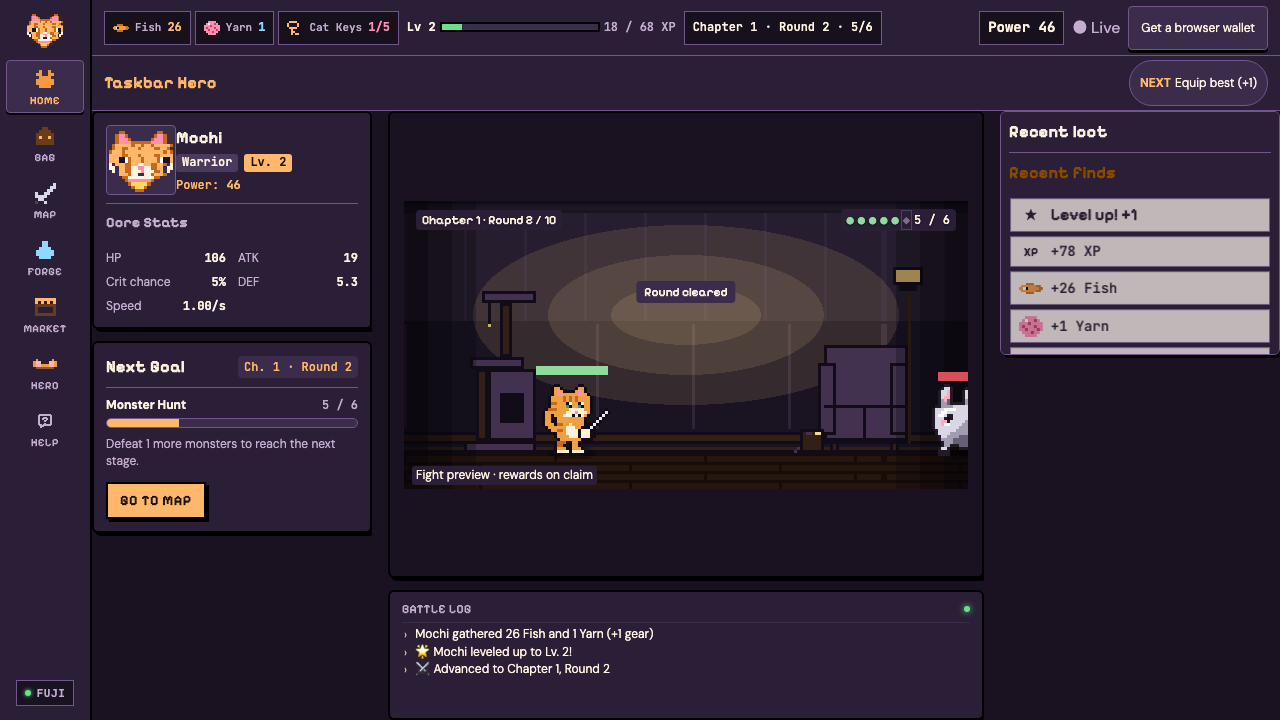 Fish 26
Yarn 1
Cat Keys 1/5
Lv 2
18 / 68 XP
Chapter 1 · Round 2 · 5/6
Power 46
Live
Get a browser wallet
Taskbar Hero
NEXT Equip best (+1)
HOME
BAG
MAP
FORGE
MARKET
HERO
HELP
FUJI
Mochi
Warrior
Lv. 2
Power: 46
Core Stats
HP 106 ATK 19
Crit chance 5% DEF 5.3
Speed 1.00/s
Next Goal
Ch. 1 · Round 2
Monster Hunt 5 / 6
Defeat 1 more monsters to reach the next
stage.
GO TO MAP
Chapter 1 · Round 2 / 10
5 / 6
Round cleared
Fight preview · rewards on claim
BATTLE LOG
› Mochi gathered 26 Fish and 1 Yarn (+1 gear)
› 🌟 Mochi leveled up to Lv. 2!
› ⚔️ Advanced to Chapter 1, Round 2
Recent loot
Recent finds
★ Level up! +1
XP +78 XP
+26 Fish
+1 Yarn